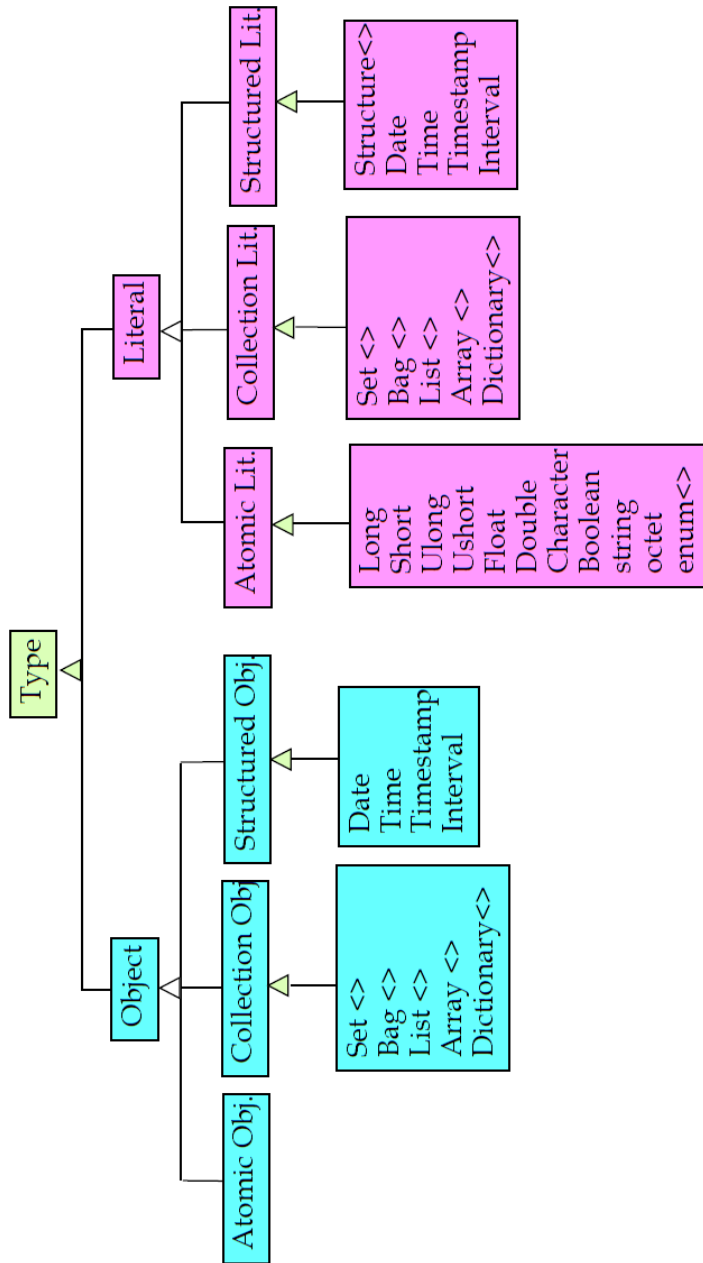 Type
Object
Literal
Atomic Obj.
Collection Obj
Structured Obj.
Atomic Lit.
Collection Lit.
Structured Lit.
Set <>
Bag <>
List <>
Array <>
Dictionary<>
Date
Time
Timestamp
Interval
Long
Short
Ulong
Ushort
Float
Double
Character
Boolean
string
octet
enum<>
Set <>
Bag <>
List <>
Array <>
Dictionary<>
Structure<>
Date
Time
Timestamp
Interval